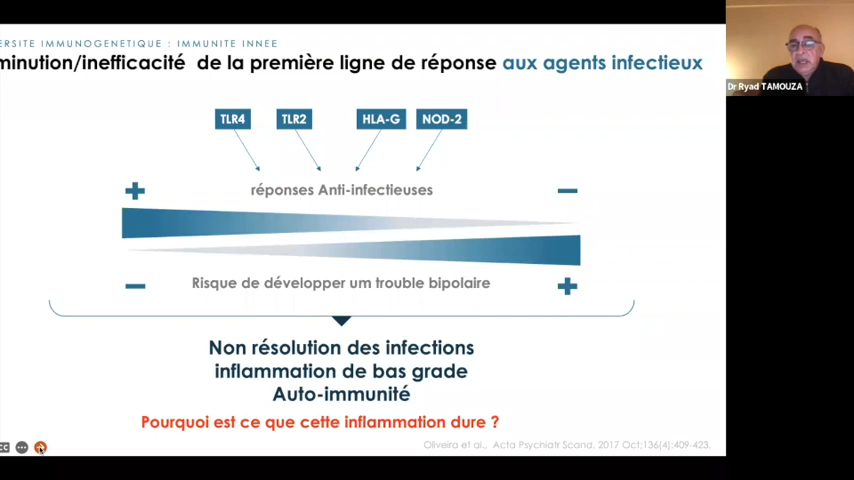 ERSITE IMMUNOGENETIQUE : IMMUNITE INNEE
minution/inefficacité de la première ligne de réponse aux agents infectieux
Dr Ryad TAMOUZA
TLR4 TLR2 HLA-G NOD-2
+ réponses Anti-infectieuses −
− Risque de développer um trouble bipolaire +
Non résolution des infections
inflammation de bas grade
Auto-immunité
Pourquoi est ce que cette inflammation dure ?
Oliveira et al., Acta Psychiatr Scand. 2017 Oct;136(4):409-423.
CC